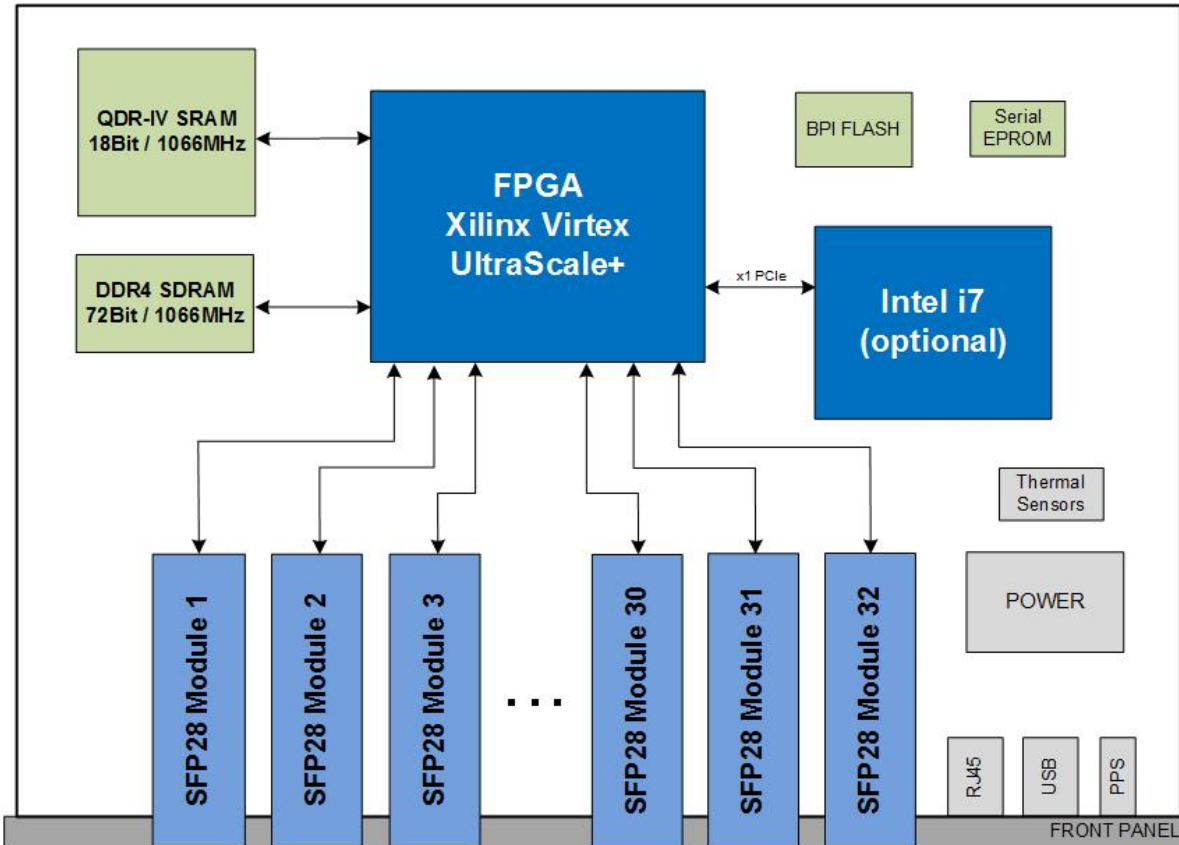 QDR-IV SRAM
18Bit / 1066MHz
DDR4 SDRAM
72Bit / 1066MHz
FPGA
Xilinx Virtex
UltraScale+
BPI FLASH
Serial
EPROM
x1 PCIe
Intel i7
(optional)
Thermal
Sensors
POWER
SFP28 Module 1
SFP28 Module 2
SFP28 Module 3
. . .
SFP28 Module 30
SFP28 Module 31
SFP28 Module 32
RJ45
USB
PPS
FRONT PANEL